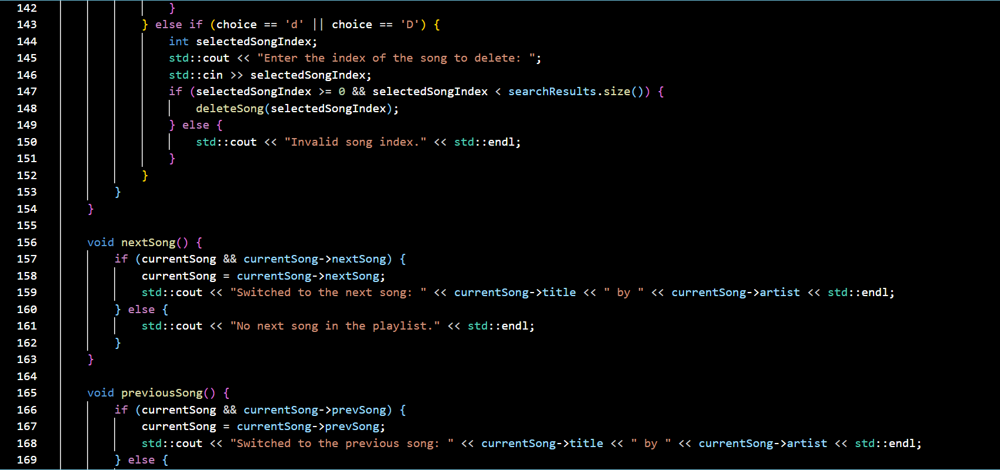 142 }
143 } else if (choice == 'd' || choice == 'D') {
144 int selectedSongIndex;
145 std::cout << "Enter the index of the song to delete: ";
146 std::cin >> selectedSongIndex;
147 if (selectedSongIndex >= 0 && selectedSongIndex < searchResults.size()) {
148 deleteSong(selectedSongIndex);
149 } else {
150 std::cout << "Invalid song index." << std::endl;
151 }
152 }
153 }
154 }
155
156 void nextSong() {
157 if (currentSong && currentSong->nextSong) {
158 currentSong = currentSong->nextSong;
159 std::cout << "Switched to the next song: " << currentSong->title << " by " << currentSong->artist << std::endl;
160 } else {
161 std::cout << "No next song in the playlist." << std::endl;
162 }
163 }
164
165 void previousSong() {
166 if (currentSong && currentSong->prevSong) {
167 currentSong = currentSong->prevSong;
168 std::cout << "Switched to the previous song: " << currentSong->title << " by " << currentSong->artist << std::endl;
169 } else {